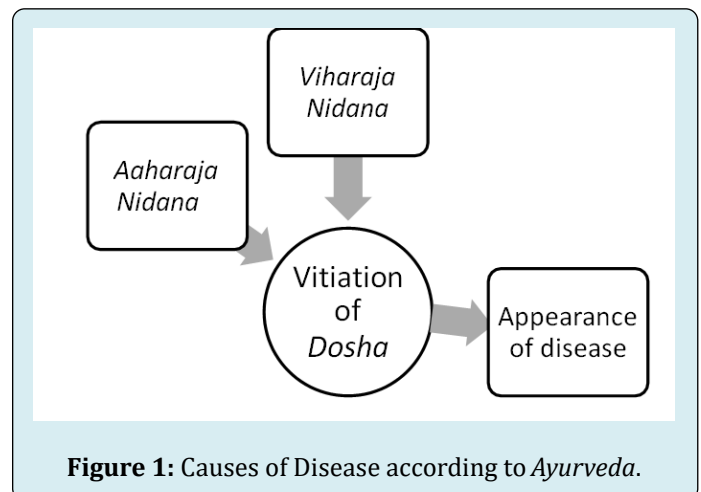 Viharaja
Nidana
Aaharaja
Nidana
Vitiation
of
Dosha
Appearance
of disease
Figure 1: Causes of Disease according to Ayurveda.